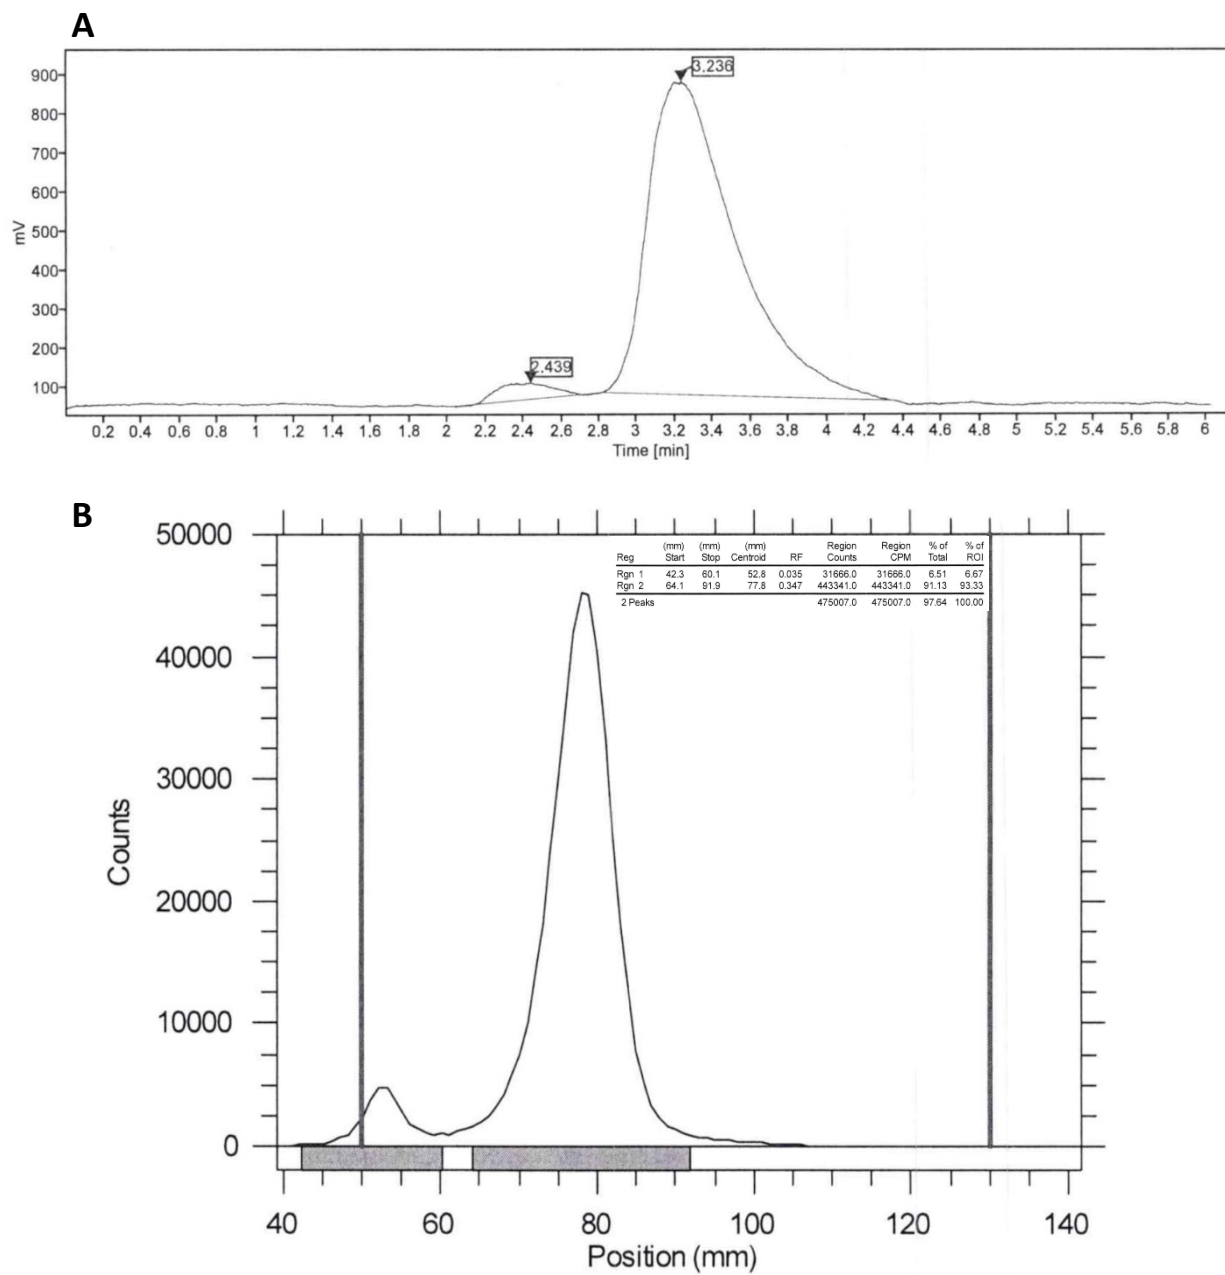 A
3.236
900
800
700
600
500
400
300
200
100
mV
2.439
0.2 0.4 0.6 0.8 1 1.2 1.4 1.6 1.8 2 2.2 2.4 2.6 2.8 3 3.2 3.4 3.6 3.8 4 4.2 4.4 4.6 4.8 5 5.2 5.4 5.6 5.8 6
Time [min]
B
50000
40000
30000
20000
10000
0
Counts
(mm) (mm) (mm) Region Region % of % of
Reg Start Stop Centroid RF Counts CPM Total ROI
Rgn 1 42.3 60.1 52.8 0.035 31666.0 31666.0 6.51 6.67
Rgn 2 64.1 91.9 77.8 0.347 443341.0 443341.0 91.13 93.33
2 Peaks 475007.0 475007.0 97.64 100.00
40 60 80 100 120 140
Position (mm)